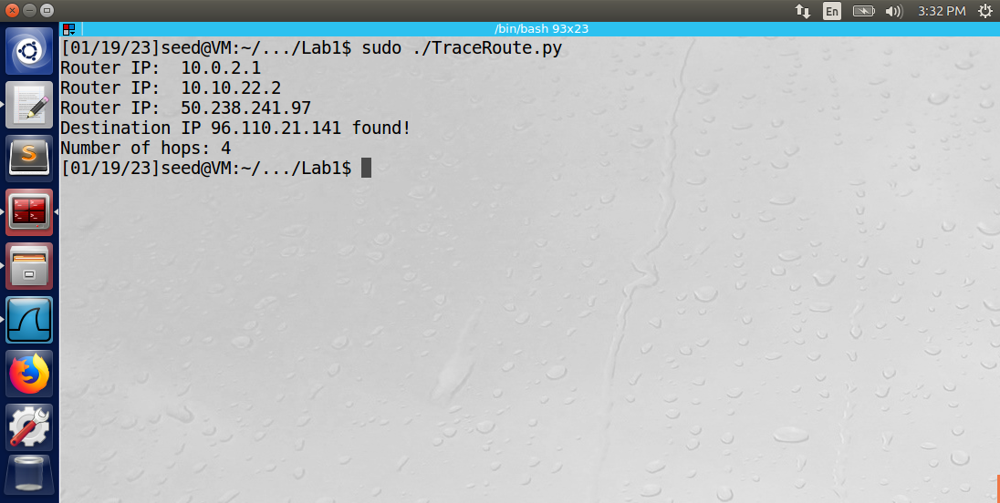 En
3:32 PM
/bin/bash 93x23
[01/19/23]seed@VM:~/.../Lab1$ sudo ./TraceRoute.py
Router IP:  10.0.2.1
Router IP:  10.10.22.2
Router IP:  50.238.241.97
Destination IP 96.110.21.141 found!
Number of hops: 4
[01/19/23]seed@VM:~/.../Lab1$